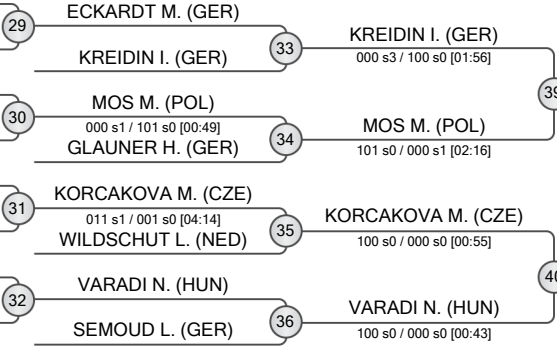 ECKARDT M. (GER)
29
KREIDIN I. (GER)
33
KREIDIN I. (GER)
000 s3 / 100 s0 [01:56]
39
MOS M. (POL)
30
000 s1 / 101 s0 [00:49]
GLAUNER H. (GER)
34
MOS M. (POL)
101 s0 / 000 s1 [02:16]
KORCAKOVA M. (CZE)
31
011 s1 / 001 s0 [04:14]
WILDSCHUT L. (NED)
35
KORCAKOVA M. (CZE)
100 s0 / 000 s0 [00:55]
40
VARADI N. (HUN)
32
SEMOUD L. (GER)
36
VARADI N. (HUN)
100 s0 / 000 s0 [00:43]